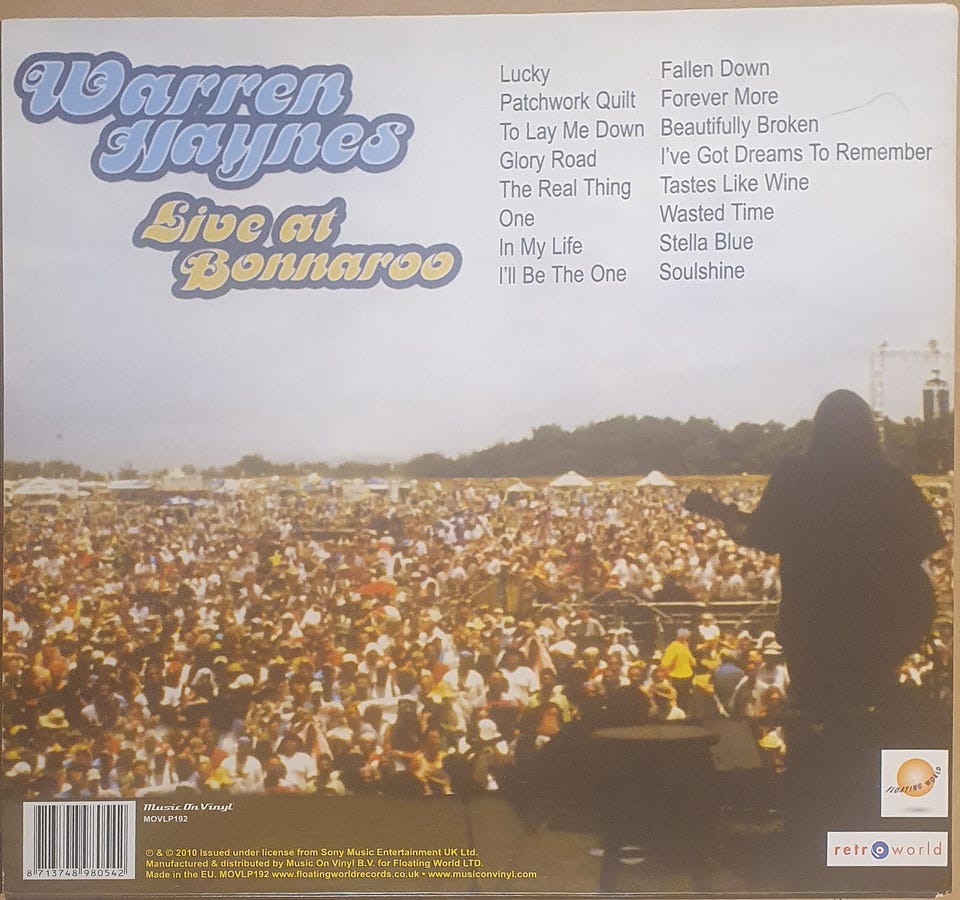 Warren
Haynes
Live at
Bonnaroo
Lucky
Patchwork Quilt
To Lay Me Down
Glory Road
The Real Thing
One
In My Life
I'll Be The One
Fallen Down
Forever More
Beautifully Broken
I've Got Dreams To Remember
Tastes Like Wine
Wasted Time
Stella Blue
Soulshine
FLOATING WORLD
retroworld
Music On Vinyl
MOVLP192
8 713748 980542
℗ & © 2010 Issued under license from Sony Music Entertainment UK Ltd.
Manufactured & distributed by Music On Vinyl B.V. for Floating World LTD.
Made in the EU. MOVLP192 www.floatingworldrecords.co.uk • www.musiconvinyl.com